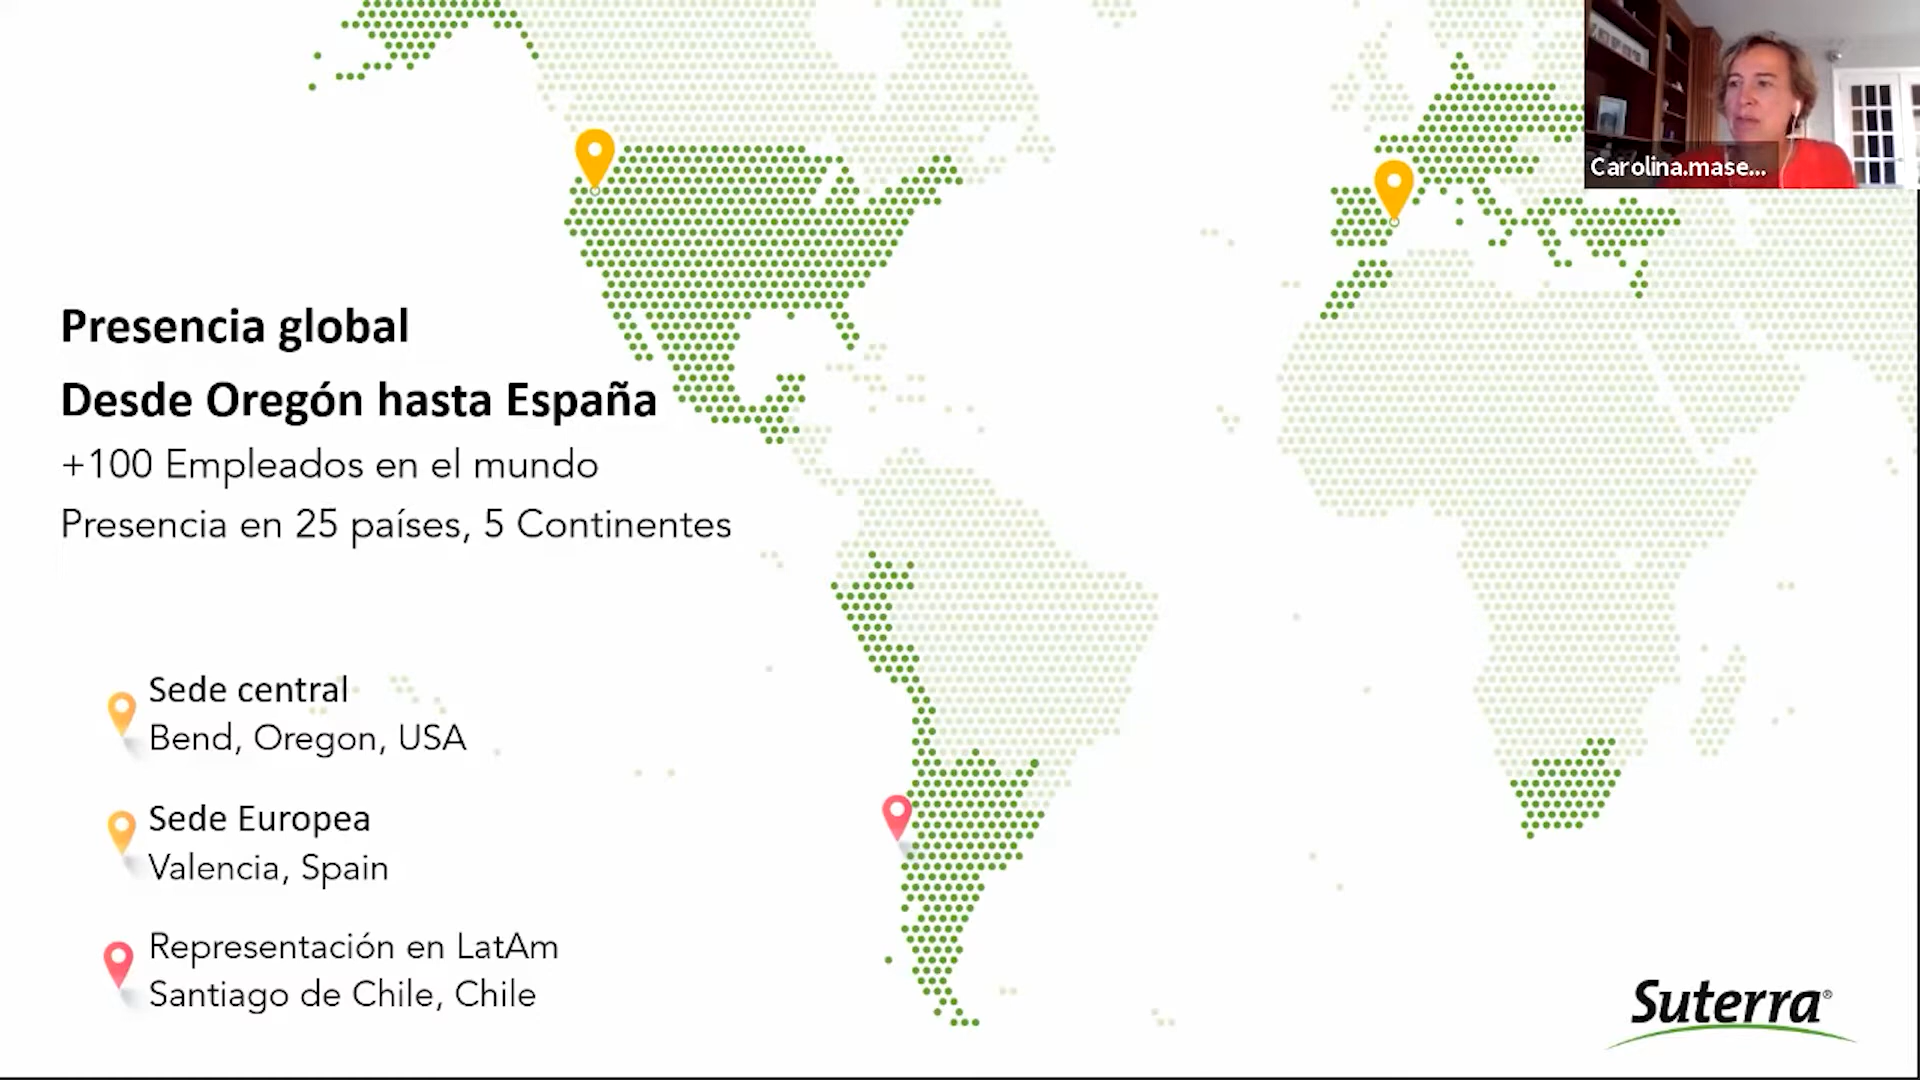 Carolina.mase...
Presencia global
Desde Oregón hasta España
+100 Empleados en el mundo
Presencia en 25 países, 5 Continentes
Sede central
Bend, Oregon, USA
Sede Europea
Valencia, Spain
Representación en LatAm
Santiago de Chile, Chile
Suterra®